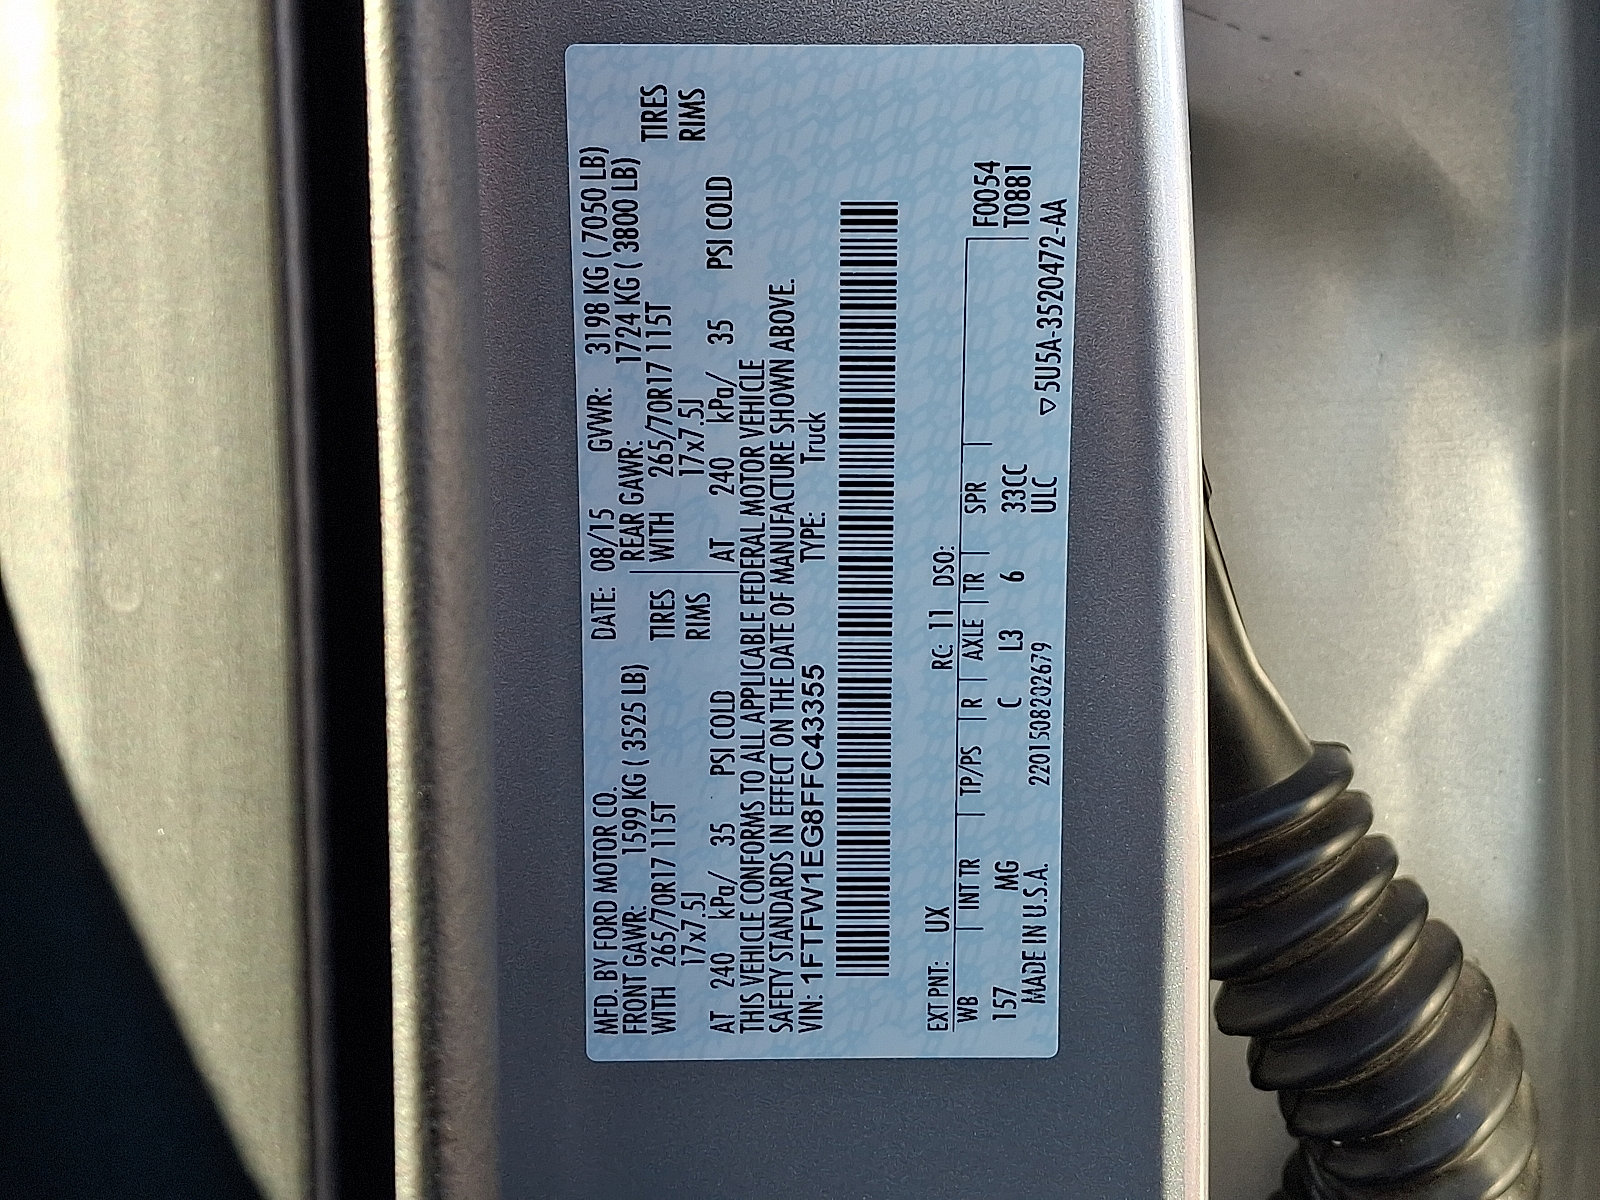 MFD. BY FORD MOTOR CO. DATE: 08/15 GVWR: 3198 KG ( 7050 LB)
FRONT GAWR: 1599 KG ( 3525 LB) REAR GAWR: 1724 KG ( 3800 LB)
WITH 265/70R17 115T TIRES WITH 265/70R17 115T TIRES
17x7.5J RIMS 17x7.5J RIMS
AT 240 kPa/ 35 PSI COLD AT 240 kPa/ 35 PSI COLD
THIS VEHICLE CONFORMS TO ALL APPLICABLE FEDERAL MOTOR VEHICLE
SAFETY STANDARDS IN EFFECT ON THE DATE OF MANUFACTURE SHOWN ABOVE.
VIN: 1FTFW1EG8FFC43355 TYPE: Truck
EXT PNT: UX RC: 11 DSO:
WB INT TR TP/PS R AXLE TR SPR F0054
157 MG C L3 6 33CC T0881
MADE IN U.S.A. 2201508202679 ULC ▽5U5A-3520472-AA